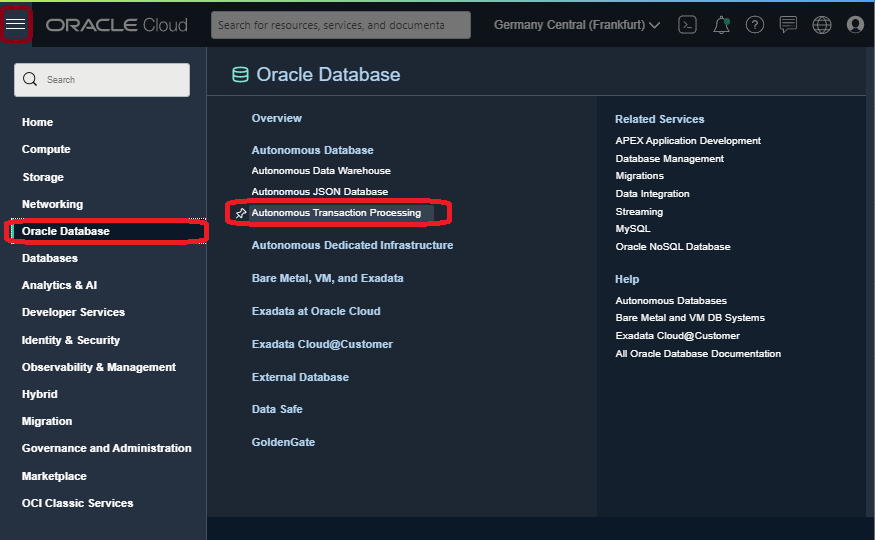 ORACLE Cloud
Search for resources, services, and documenta
Germany Central (Frankfurt)
Search
Home
Compute
Storage
Networking
Oracle Database
Databases
Analytics & AI
Developer Services
Identity & Security
Observability & Management
Hybrid
Migration
Governance and Administration
Marketplace
OCI Classic Services
Oracle Database
Overview
Autonomous Database
Autonomous Data Warehouse
Autonomous JSON Database
Autonomous Transaction Processing
Autonomous Dedicated Infrastructure
Bare Metal, VM, and Exadata
Exadata at Oracle Cloud
Exadata Cloud@Customer
External Database
Data Safe
GoldenGate
Related Services
APEX Application Development
Database Management
Migrations
Data Integration
Streaming
MySQL
Oracle NoSQL Database
Help
Autonomous Databases
Bare Metal and VM DB Systems
Exadata Cloud@Customer
All Oracle Database Documentation